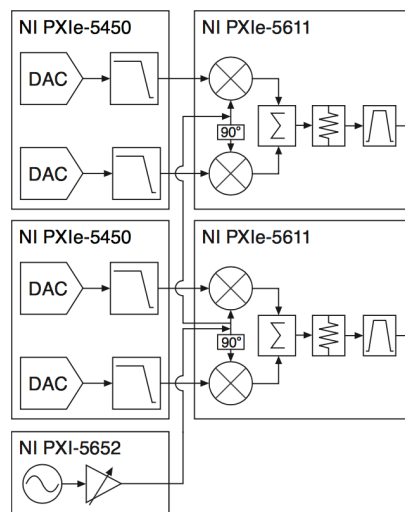 NI PXIe-5450
NI PXIe-5611
DAC
90°
Σ
DAC
NI PXIe-5450
NI PXIe-5611
DAC
90°
Σ
DAC
NI PXI-5652